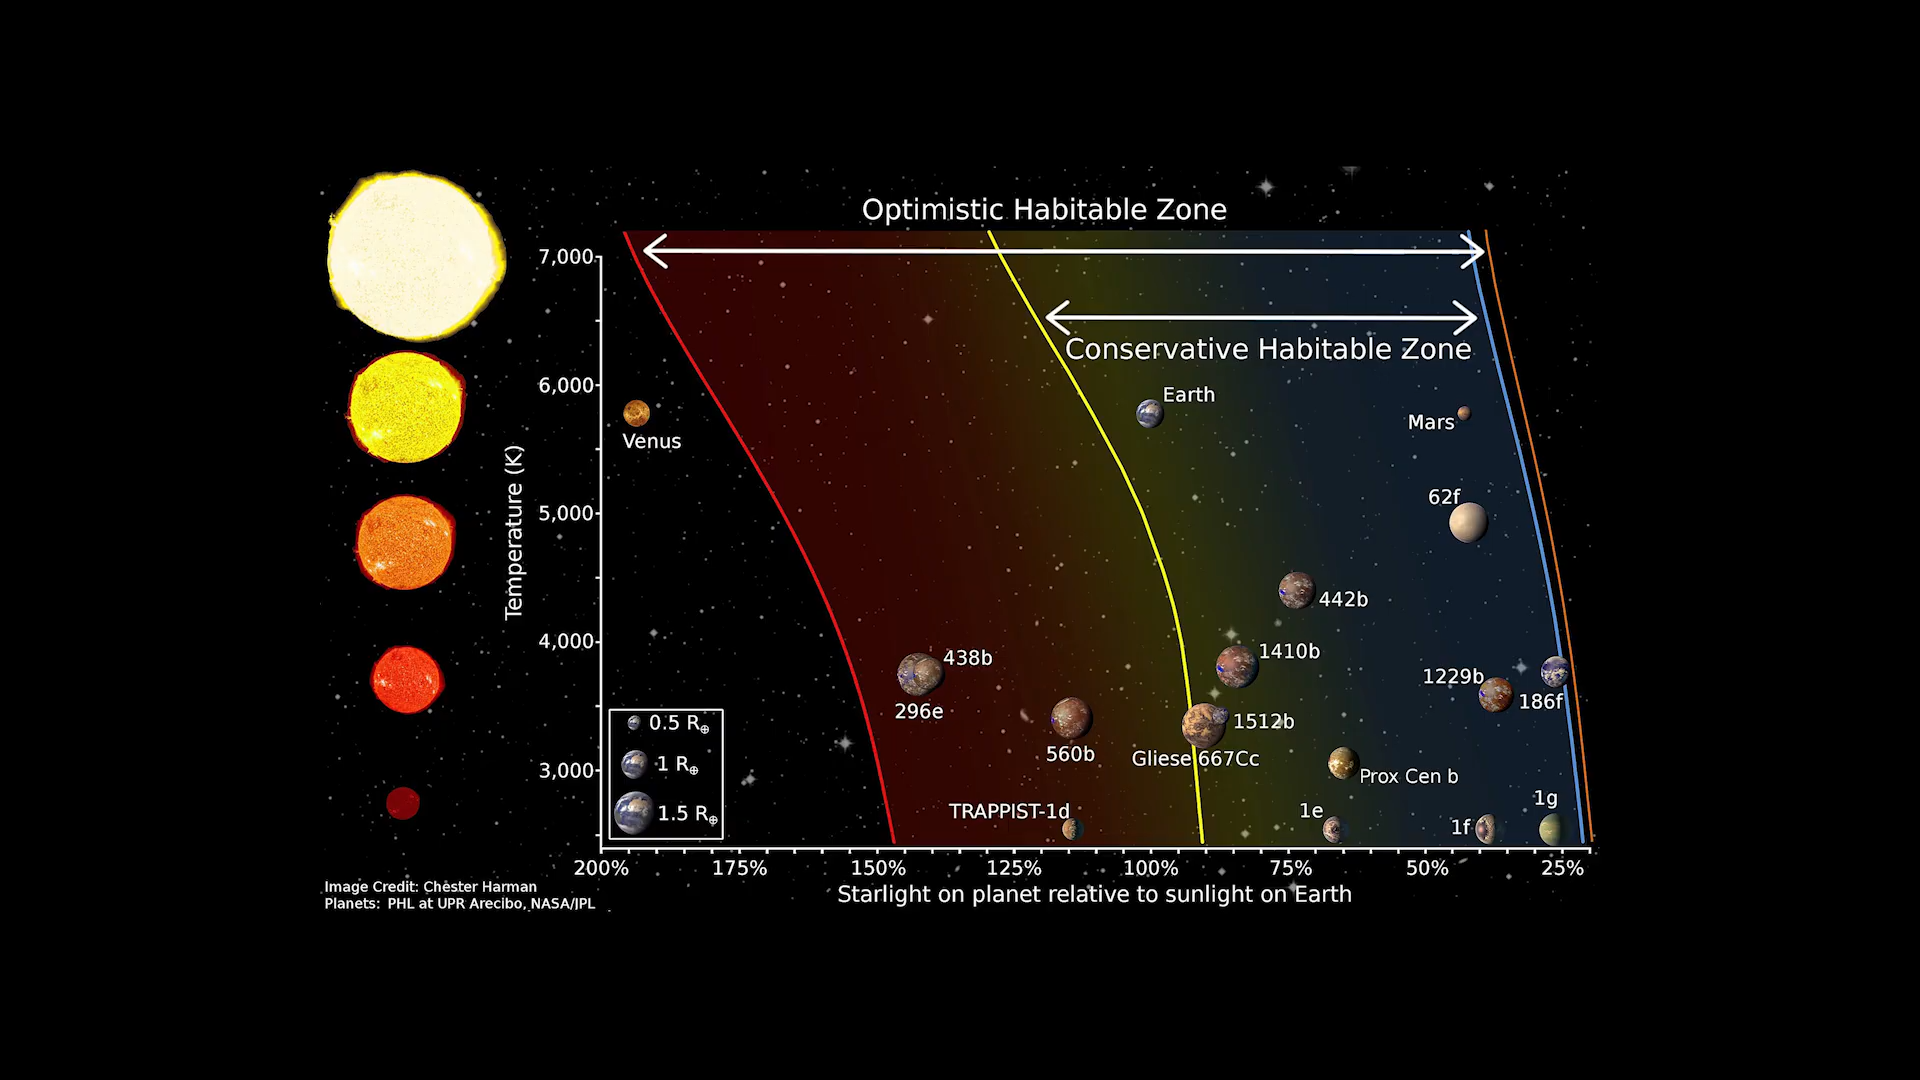 Optimistic Habitable Zone
7,000
Conservative Habitable Zone
6,000
Earth
Mars
Venus
62f
5,000
Temperature (K)
442b
4,000
438b
1410b
296e
1229b
186f
0.5 R⊕
1512b
560b
Gliese 667Cc
3,000
1 R⊕
Prox Cen b
1.5 R⊕
TRAPPIST-1d
1e
1f
1g
200% 175% 150% 125% 100% 75% 50% 25%
Starlight on planet relative to sunlight on Earth
Image Credit: Chester Harman
Planets: PHL at UPR Arecibo, NASA/JPL